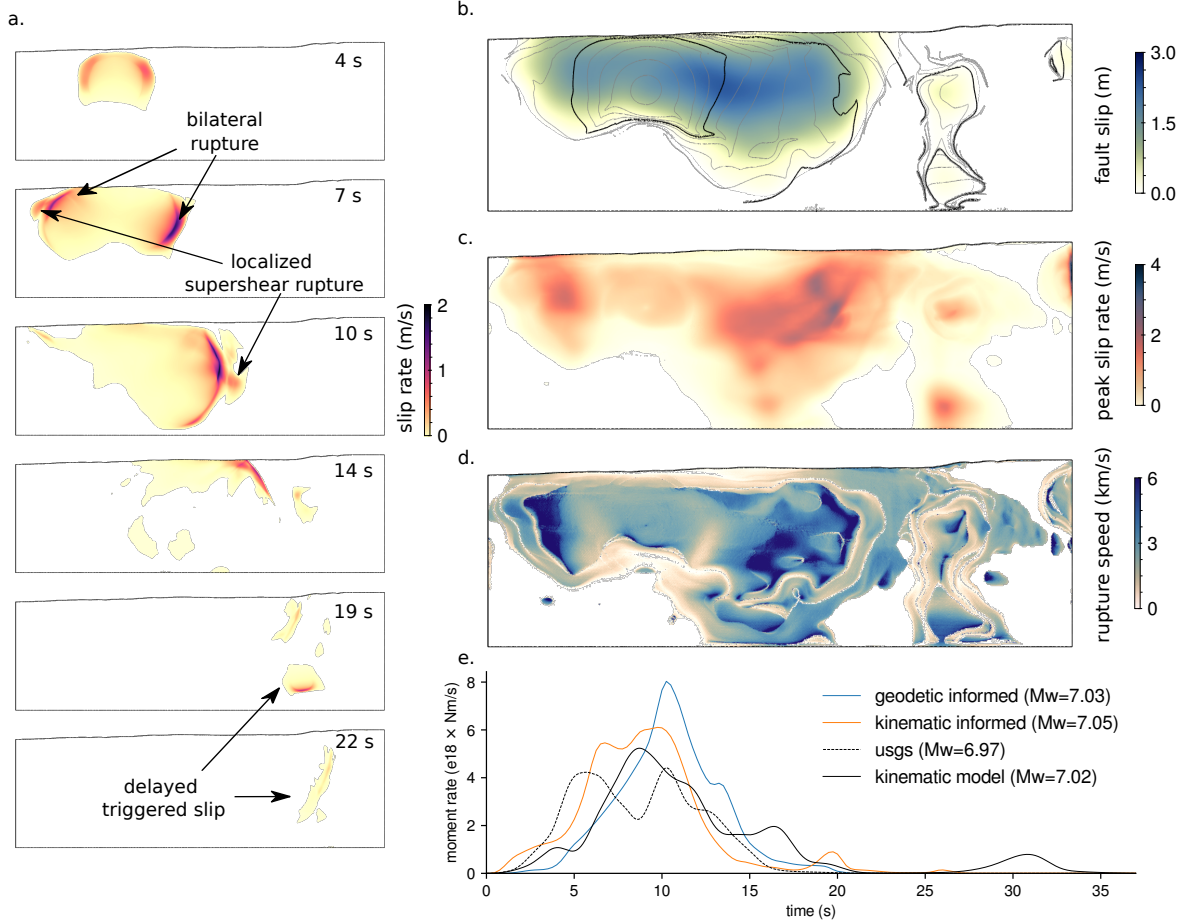 a.
4 s
bilateral
rupture
7 s
localized
supershear rupture
10 s
slip rate (m/s)
2
1
0
14 s
19 s
22 s
delayed
triggered slip
b.
fault slip (m)
3.0
1.5
0.0
c.
peak slip rate (m/s)
4
2
0
d.
rupture speed (km/s)
6
3
0
e.
moment rate (e18 × Nm/s)
8
6
4
2
0
geodetic informed (Mw=7.03)
kinematic informed (Mw=7.05)
usgs (Mw=6.97)
kinematic model (Mw=7.02)
0 5 10 15 20 25 30 35
time (s)